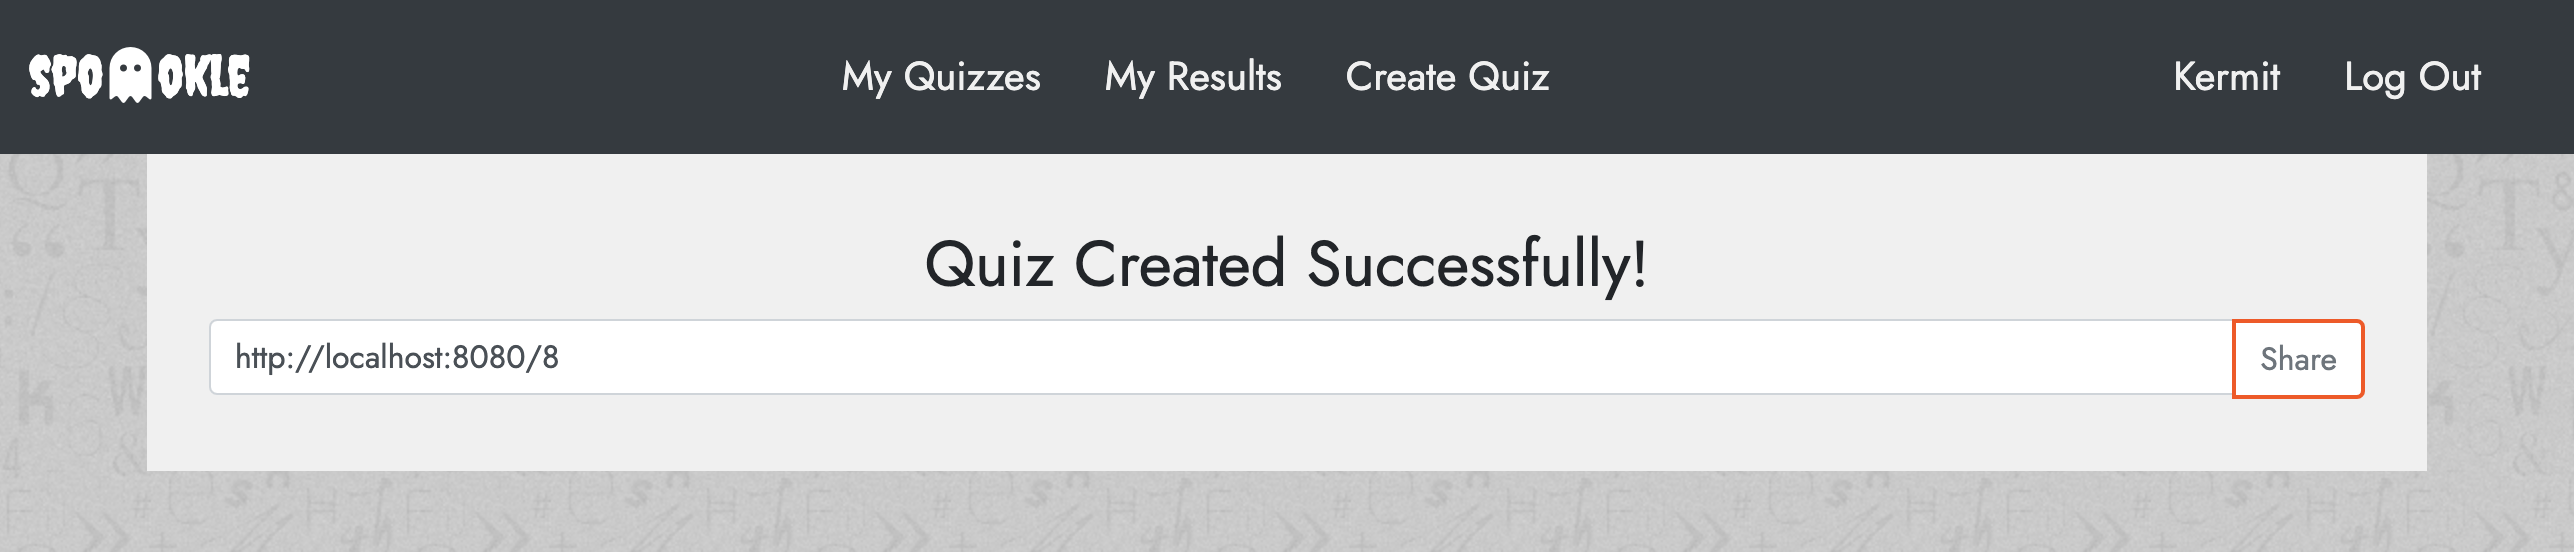 SPOOKLE
My Quizzes My Results Create Quiz
Kermit Log Out
Quiz Created Successfully!
http://localhost:8080/8
Share